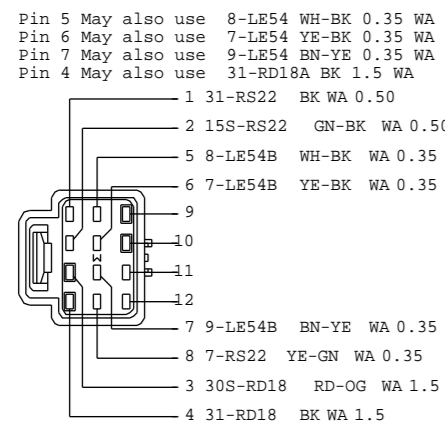 Pin 5 May also use 8-LE54 WH-BK 0.35 WA
Pin 6 May also use 7-LE54 YE-BK 0.35 WA
Pin 7 May also use 9-LE54 BN-YE 0.35 WA
Pin 4 May also use 31-RD18A BK 1.5 WA
1 31-RS22 BK WA 0.50
2 15S-RS22 GN-BK WA 0.50
5 8-LE54B WH-BK WA 0.35
6 7-LE54B YE-BK WA 0.35
9
10
11
12
7 9-LE54B BN-YE WA 0.35
8 7-RS22 YE-GN WA 0.35
3 30S-RD18 RD-OG WA 1.5
4 31-RD18 BK WA 1.5